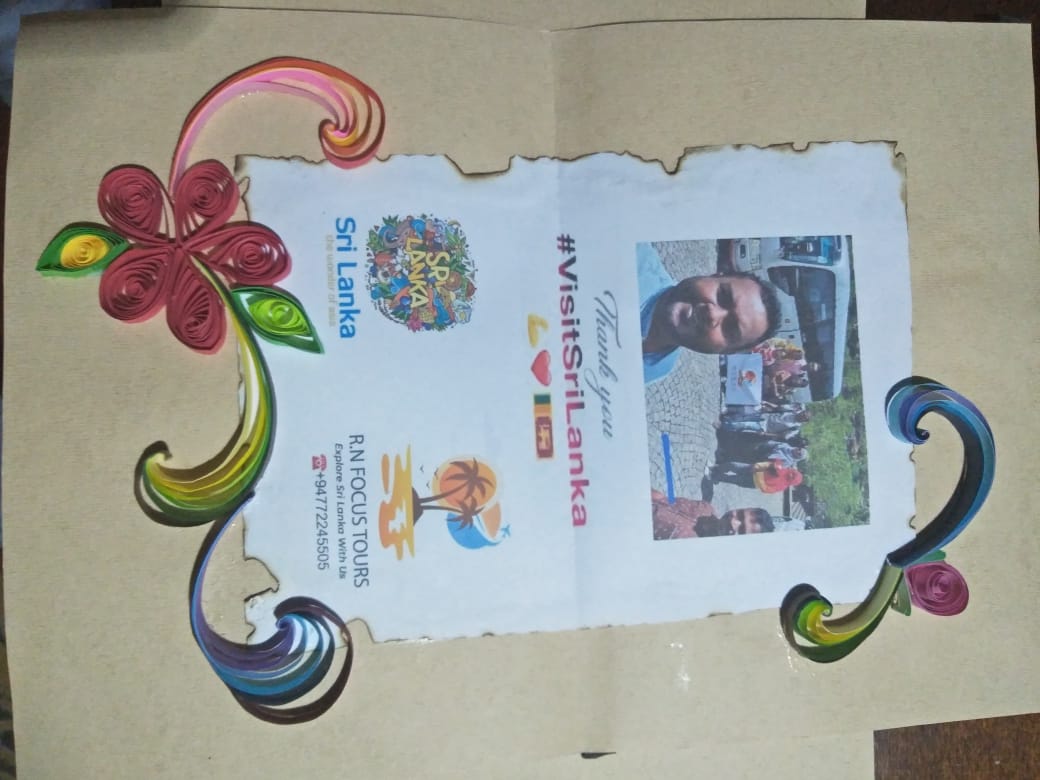 Thank you
#VisitSriLanka
SRI
LANKA
Sri Lanka
the wonder of asia
R.N FOCUS TOURS
Explore Sri Lanka With Us
+94772245505